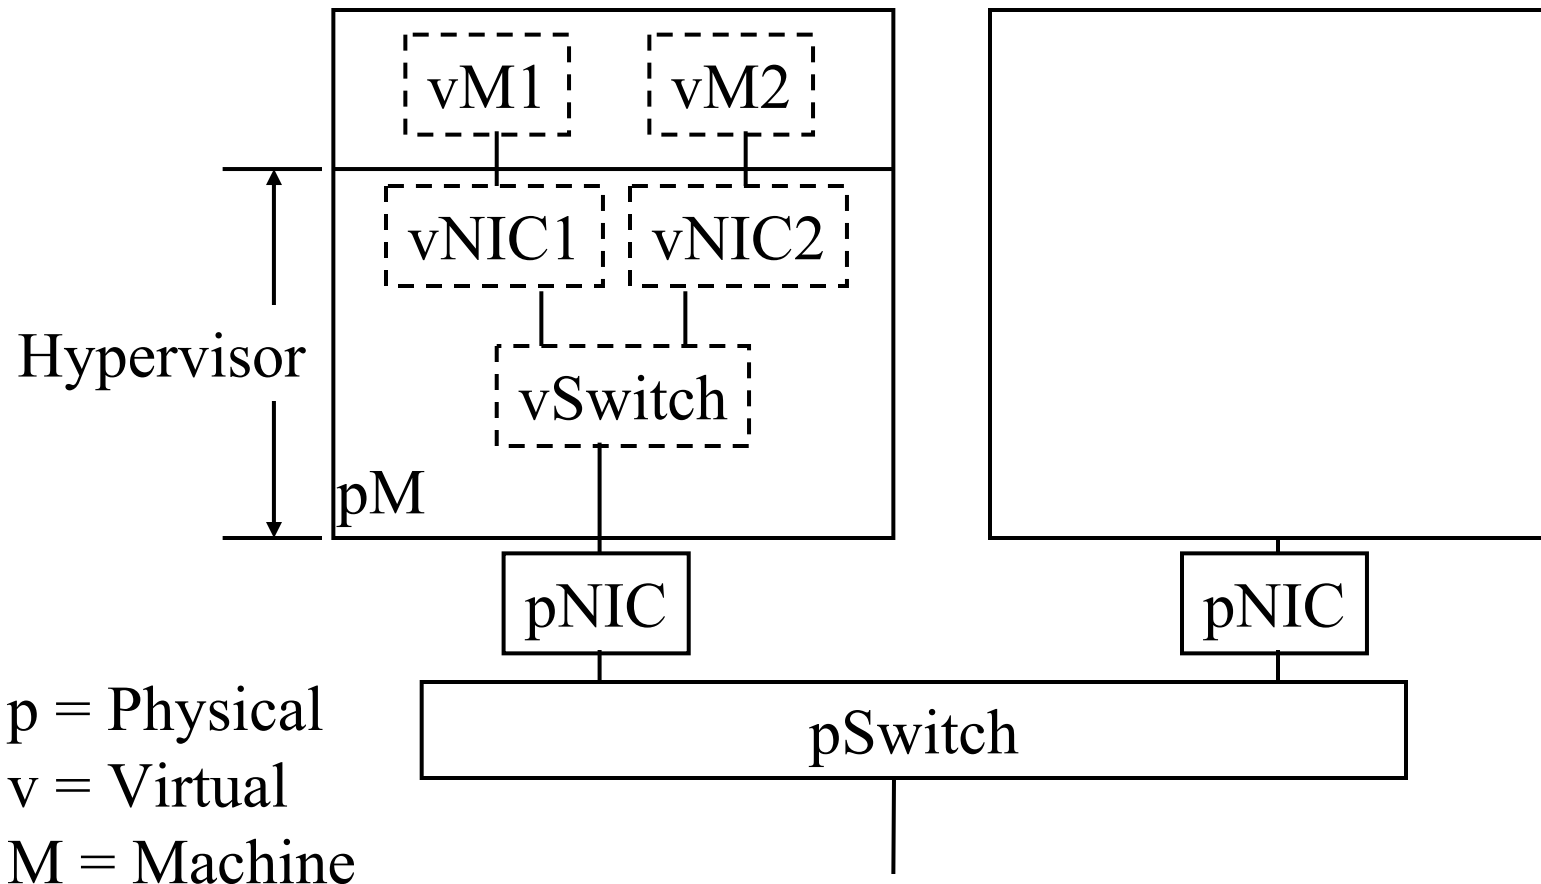 vM1 vM2
vNIC1 vNIC2
Hypervisor
vSwitch
pM
pNIC pNIC
pSwitch
p = Physical
v = Virtual
M = Machine